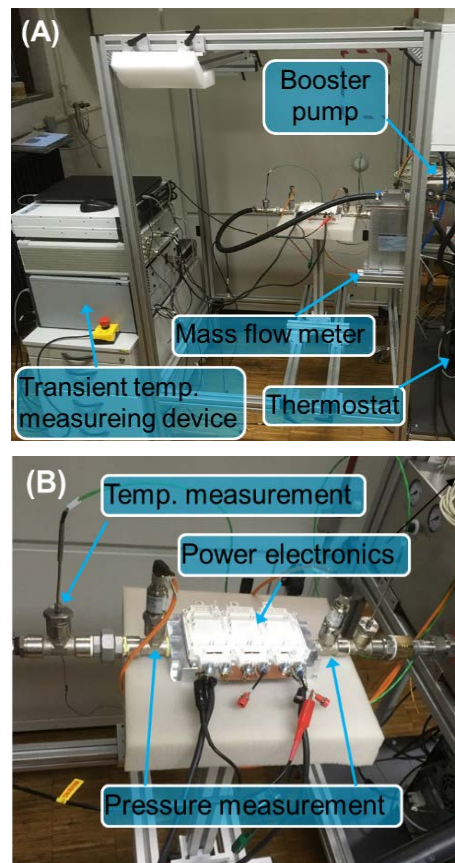 (A)
Booster
pump
Mass flow meter
Transient temp.
measureing device
Thermostat
(B)
Temp. measurement
Power electronics
Pressure measurement